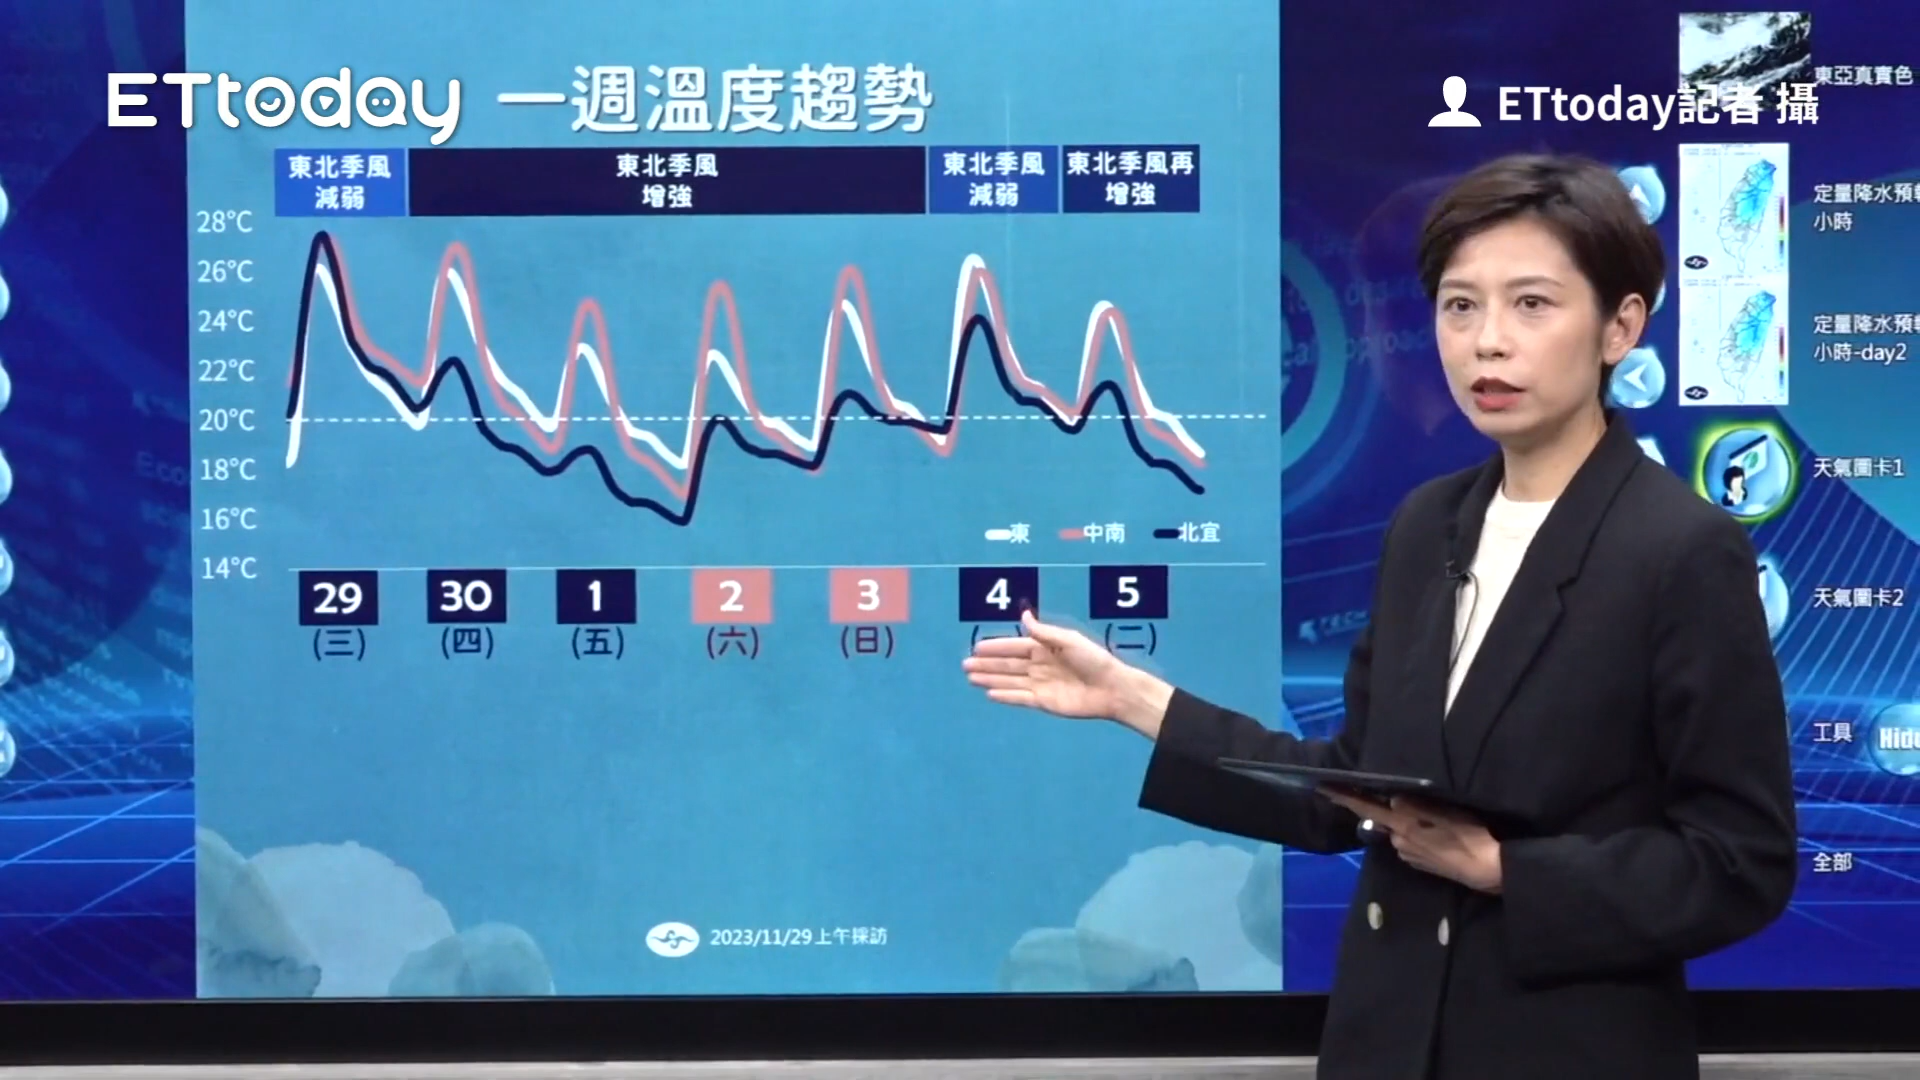 ETtoday
一週溫度趨勢
ETtoday記者 攝
東北季風
減弱
東北季風
增強
東北季風
減弱
東北季風再
增強
28°C
26°C
24°C
22°C
20°C
18°C
16°C
14°C
東
中南
北宜
29
30
1
2
3
4
5
(三)
(四)
(五)
(六)
(日)
(一)
(二)
2023/11/29上午採訪
東亞真實色
定量降水預
小時
定量降水預
小時-day2
天氣圖卡1
天氣圖卡2
工具
全部